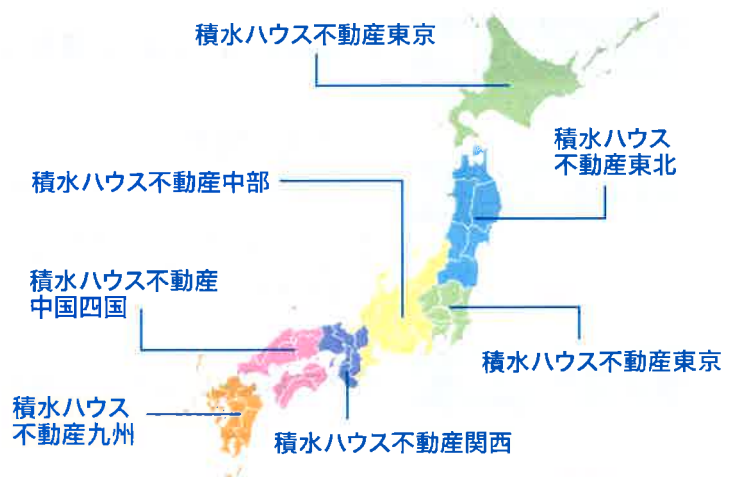 積水ハウス不動産東京
積水ハウス
不動産東北
積水ハウス不動産中部
積水ハウス不動産
中国四国
積水ハウス不動産東京
積水ハウス
不動産九州
積水ハウス不動産関西